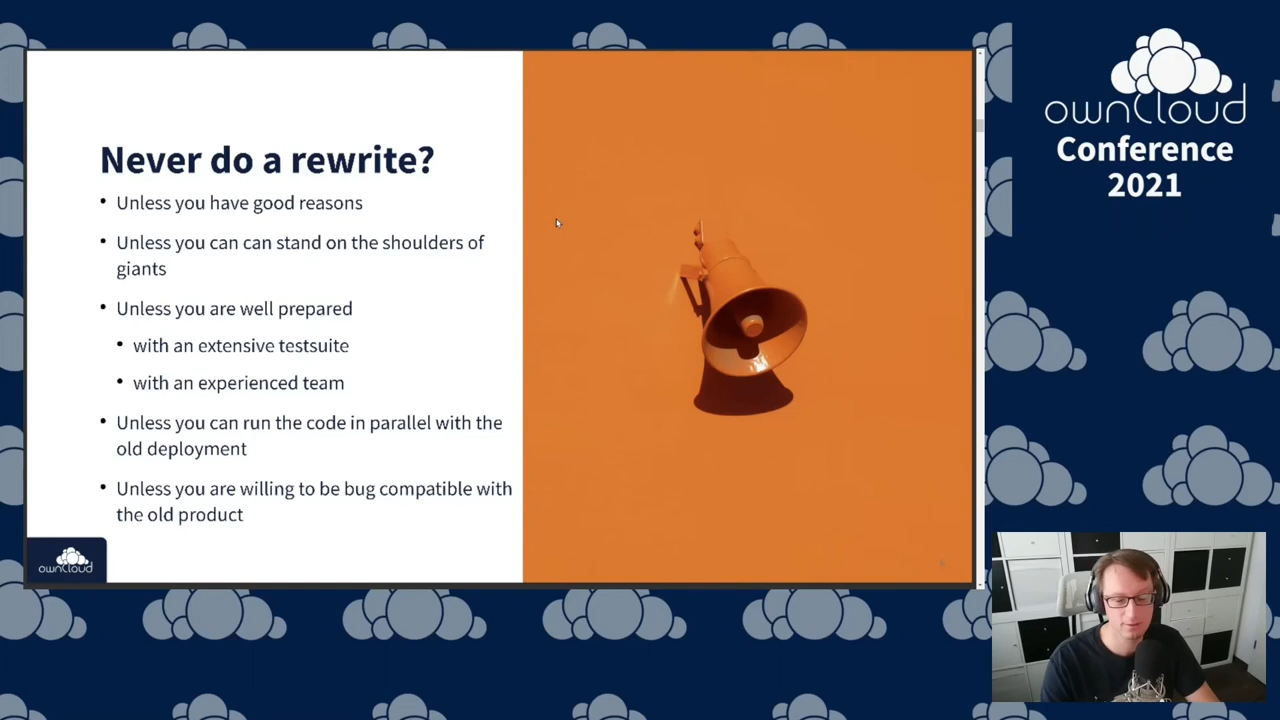 Never do a rewrite?
• Unless you have good reasons
• Unless you can can stand on the shoulders of
giants
• Unless you are well prepared
• with an extensive testsuite
• with an experienced team
• Unless you can run the code in parallel with the
old deployment
• Unless you are willing to be bug compatible with
the old product
ownCloud
ownCloud
Conference
2021